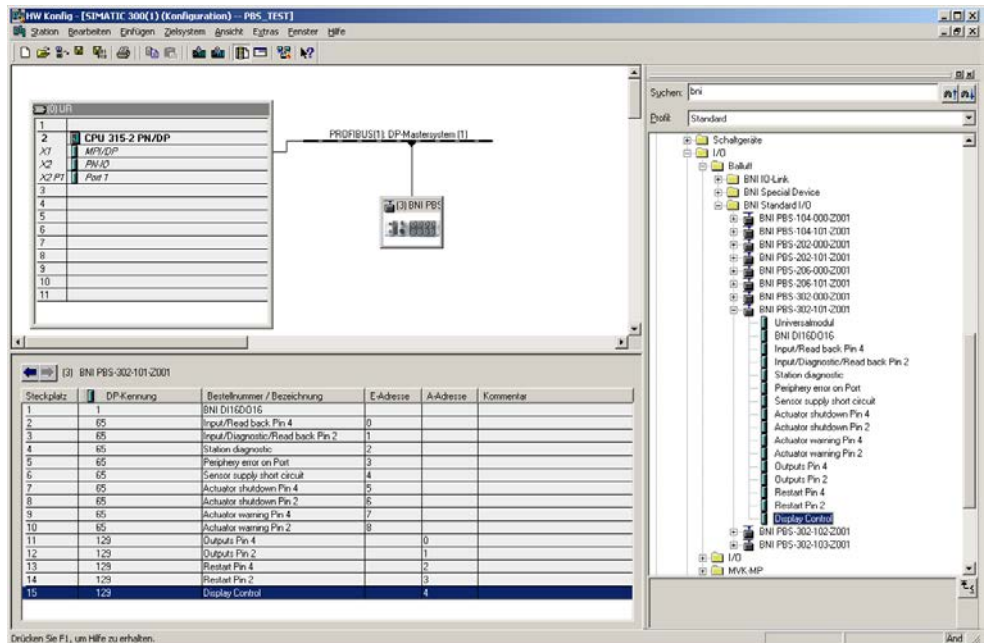 HW Konfig - [SIMATIC 300(1) (Konfiguration) -- PBS_TEST]
Station Bearbeiten Einfügen Zielsystem Ansicht Extras Fenster Hilfe
(0) UR
1
2 CPU 315-2 PN/DP
X1 MPI/DP
X2 PN-IO
X2 P1 Port 1
3
4
5
6
7
8
9
10
11
PROFIBUS(1): DP-Mastersystem (1)
(3) BNI PBS
Suchen: bni
Profil: Standard
Schaltgeräte
I/O
Balluff
BNI IO-Link
BNI Special Device
BNI Standard I/O
BNI PBS-104-000-Z001
BNI PBS-104-101-Z001
BNI PBS-202-000-Z001
BNI PBS-202-101-Z001
BNI PBS-206-000-Z001
BNI PBS-206-101-Z001
BNI PBS-302-000-Z001
BNI PBS-302-101-Z001
Universalmodul
BNI DI16DO16
Input/Read back Pin 4
Input/Diagnostic/Read back Pin 2
Station diagnostic
Periphery error on Port
Sensor supply short circuit
Actuator shutdown Pin 4
Actuator shutdown Pin 2
Actuator warning Pin 4
Actuator warning Pin 2
Outputs Pin 4
Outputs Pin 2
Restart Pin 4
Restart Pin 2
Display Control
BNI PBS-302-102-Z001
BNI PBS-302-103-Z001
I/O
MVK-MP
(3) BNI PBS-302-101-Z001
Steckplatz DP-Kennung Bestellnummer / Bezeichnung E-Adresse A-Adresse Kommentar
1 1 BNI DI16DO16
2 65 Input/Read back Pin 4 0
3 65 Input/Diagnostic/Read back Pin 2 1
4 65 Station diagnostic 2
5 65 Periphery error on Port 3
6 65 Sensor supply short circuit 4
7 65 Actuator shutdown Pin 4 5
8 65 Actuator shutdown Pin 2 6
9 65 Actuator warning Pin 4 7
10 65 Actuator warning Pin 2 8
11 129 Outputs Pin 4 0
12 129 Outputs Pin 2 1
13 129 Restart Pin 4 2
14 129 Restart Pin 2 3
15 129 Display Control 4
Drücken Sie F1, um Hilfe zu erhalten.
Änd